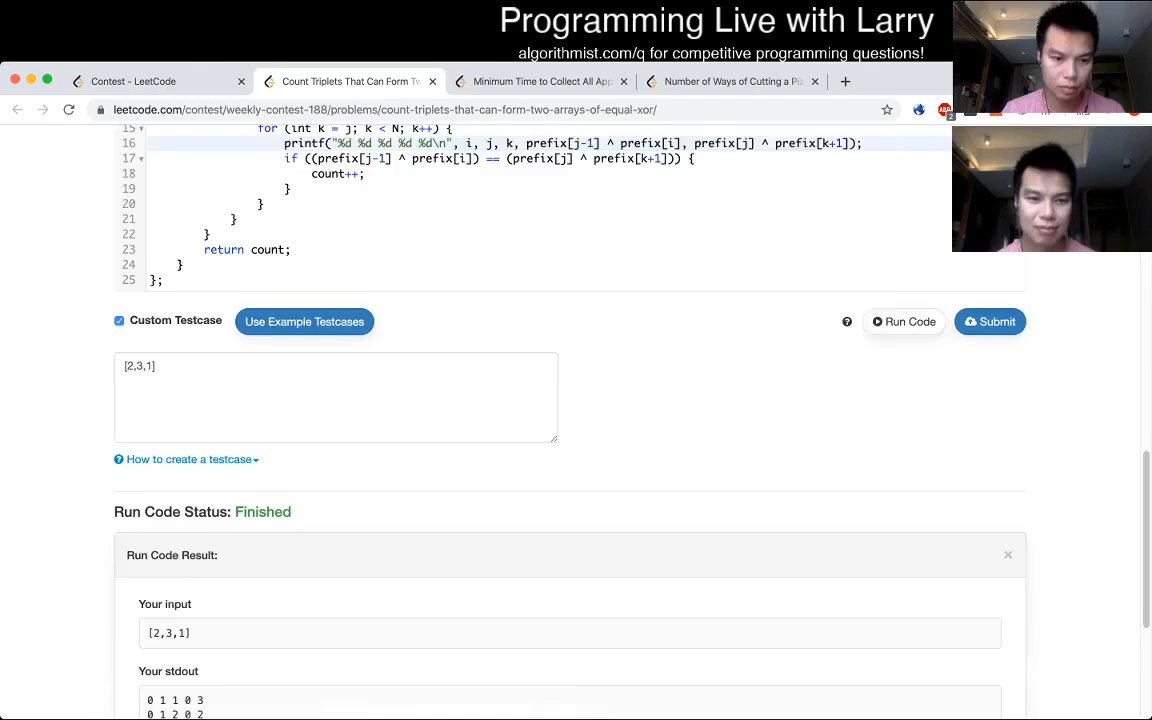 Programming Live with Larry
algorithmist.com/q for competitive programming questions!
Contest - LeetCode
Count Triplets That Can Form Tw
Minimum Time to Collect All App
Number of Ways of Cutting a Piz
leetcode.com/contest/weekly-contest-188/problems/count-triplets-that-can-form-two-arrays-of-equal-xor/
15 for (int k = j; k < N; k++) {
16 printf("%d %d %d %d %d\n", i, j, k, prefix[j-1] ^ prefix[i], prefix[j] ^ prefix[k+1]);
17 if ((prefix[j-1] ^ prefix[i]) == (prefix[j] ^ prefix[k+1])) {
18 count++;
19 }
20 }
21 }
22 }
23 return count;
24 }
25 };
Custom Testcase
Use Example Testcases
Run Code
Submit
[2,3,1]
How to create a testcase
Run Code Status: Finished
Run Code Result:
Your input
[2,3,1]
Your stdout
0 1 1 0 3
0 1 2 0 2